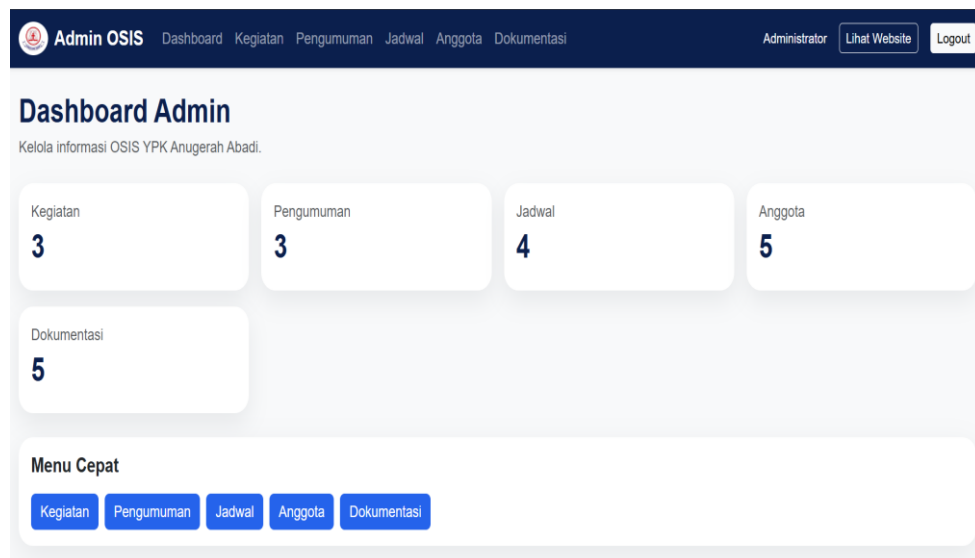 Admin OSIS Dashboard Kegiatan Pengumuman Jadwal Anggota Dokumentasi Administrator Lihat Website Logout
Dashboard Admin
Kelola informasi OSIS YPK Anugerah Abadi.
Kegiatan Pengumuman Jadwal Anggota
3 3 4 5
Dokumentasi
5
Menu Cepat
Kegiatan Pengumuman Jadwal Anggota Dokumentasi